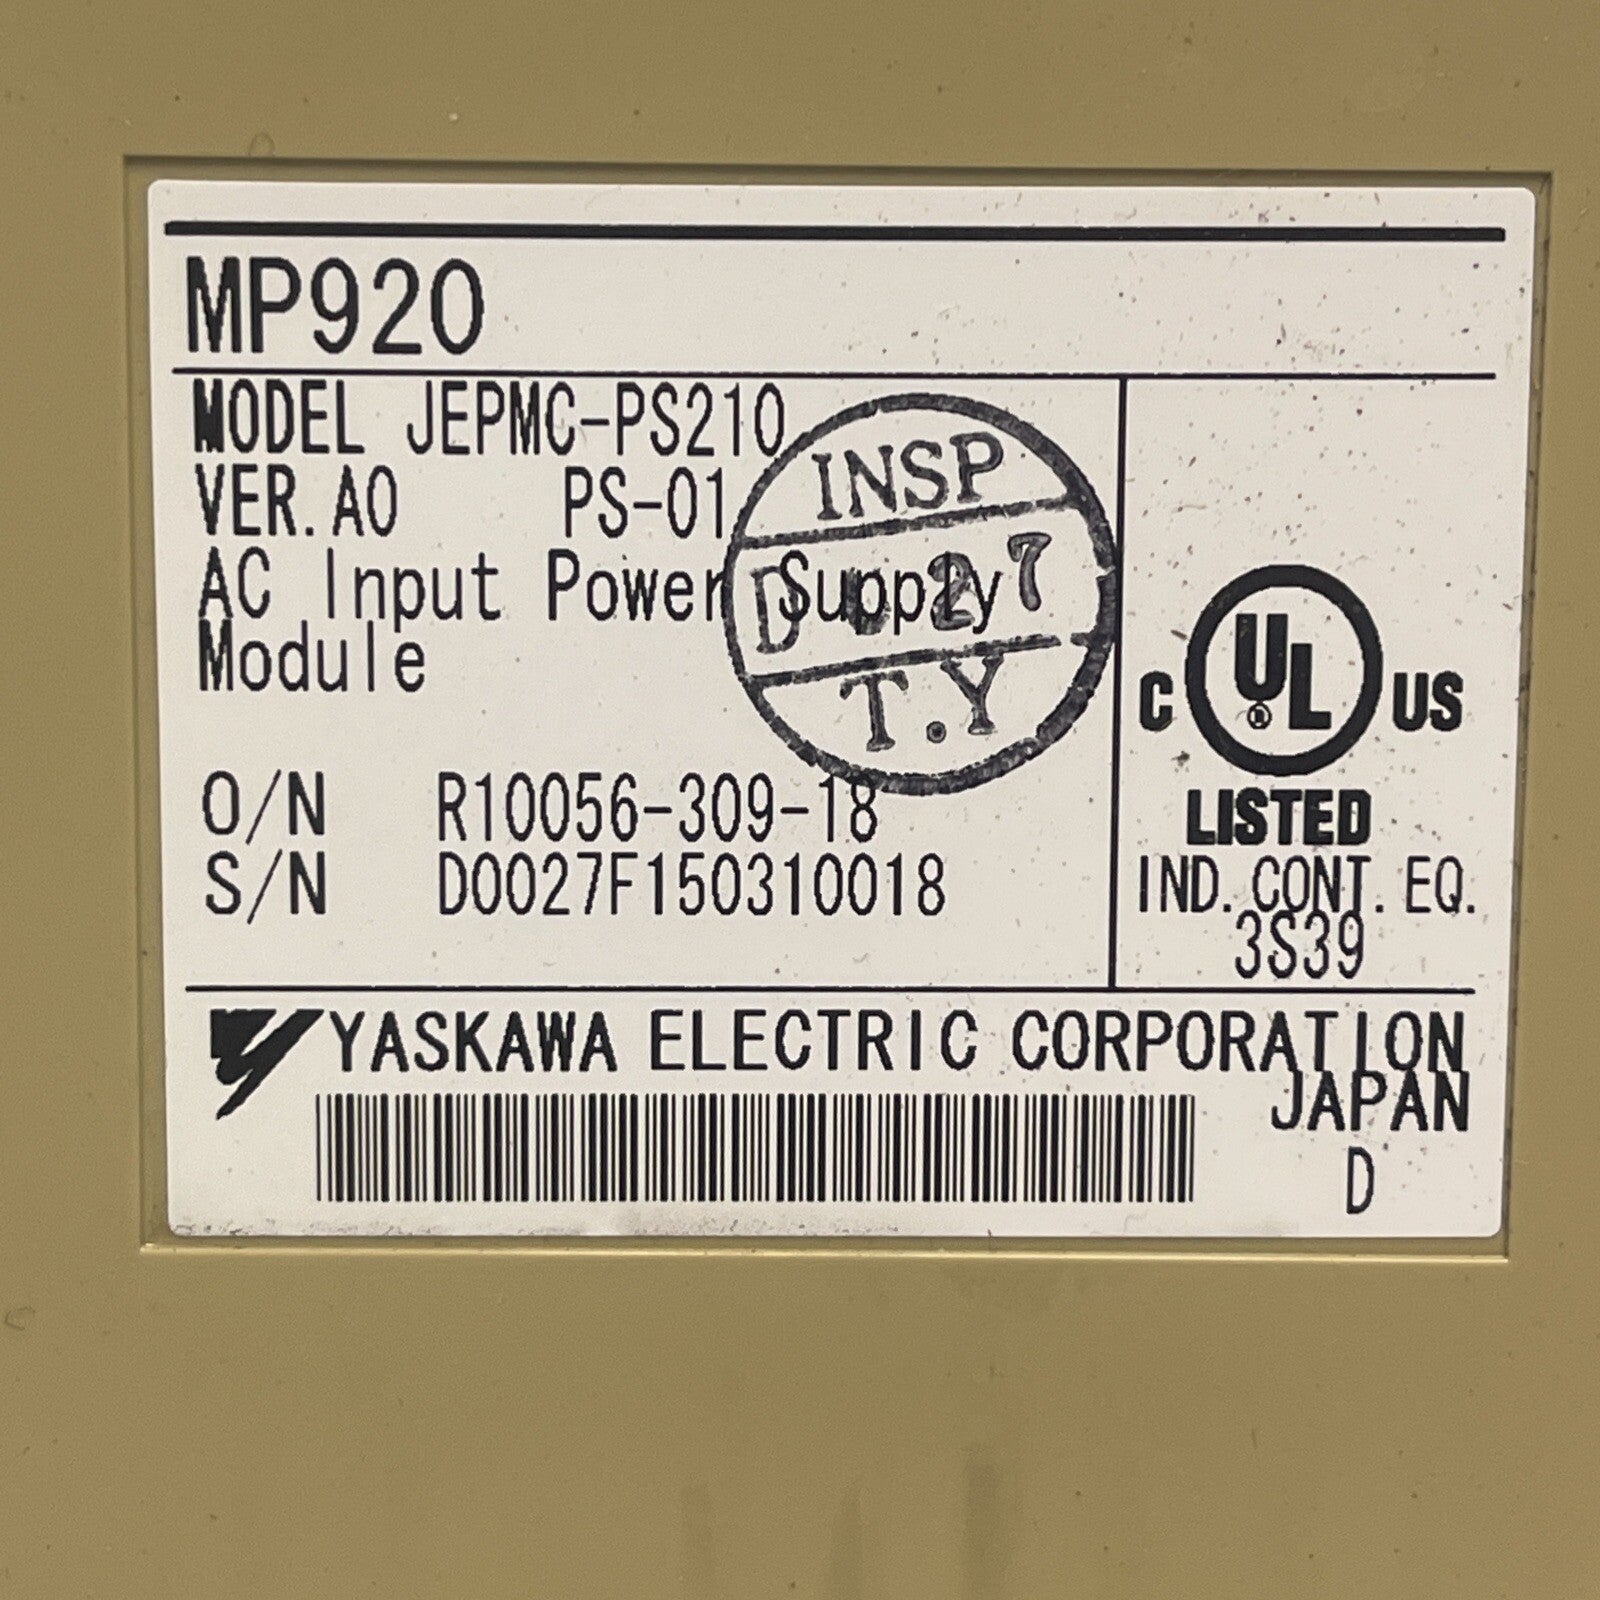 MP920
MODEL JEPMC-PS210
VER.A0 PS-01
AC Input Power Supply
Module
INSP
27
T.Y
O/N R10056-309-18
S/N D0027F150310018
C UL ® US
LISTED
IND. CONT. EQ.
3S39
YASKAWA ELECTRIC CORPORATION
JAPAN
D